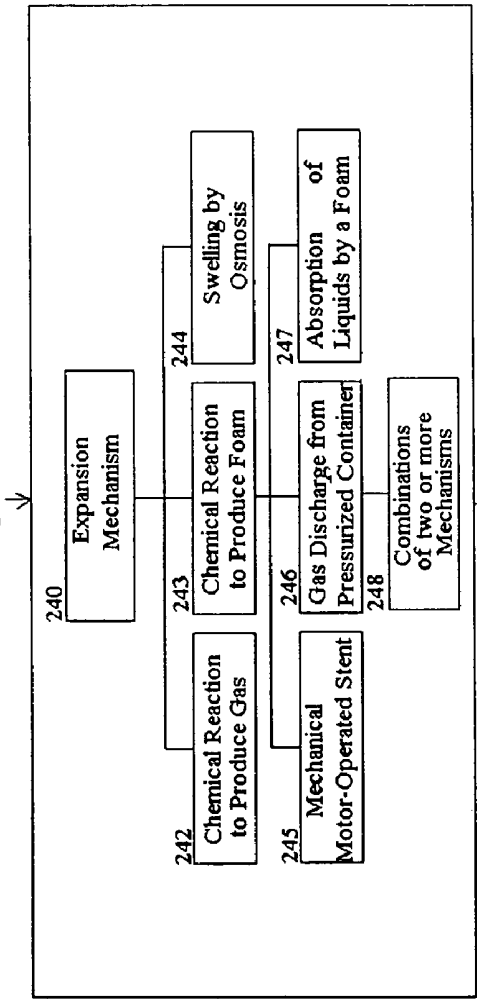 240
Expansion
Mechanism
242
Chemical Reaction
to Produce Gas
243
Chemical Reaction
to Produce Foam
244
Swelling by
Osmosis
245
Mechanical
Motor-Operated Stent
246
Gas Discharge from
Pressurized Container
247
Absorption of
Liquids by a Foam
248
Combinations
of two or more
Mechanisms